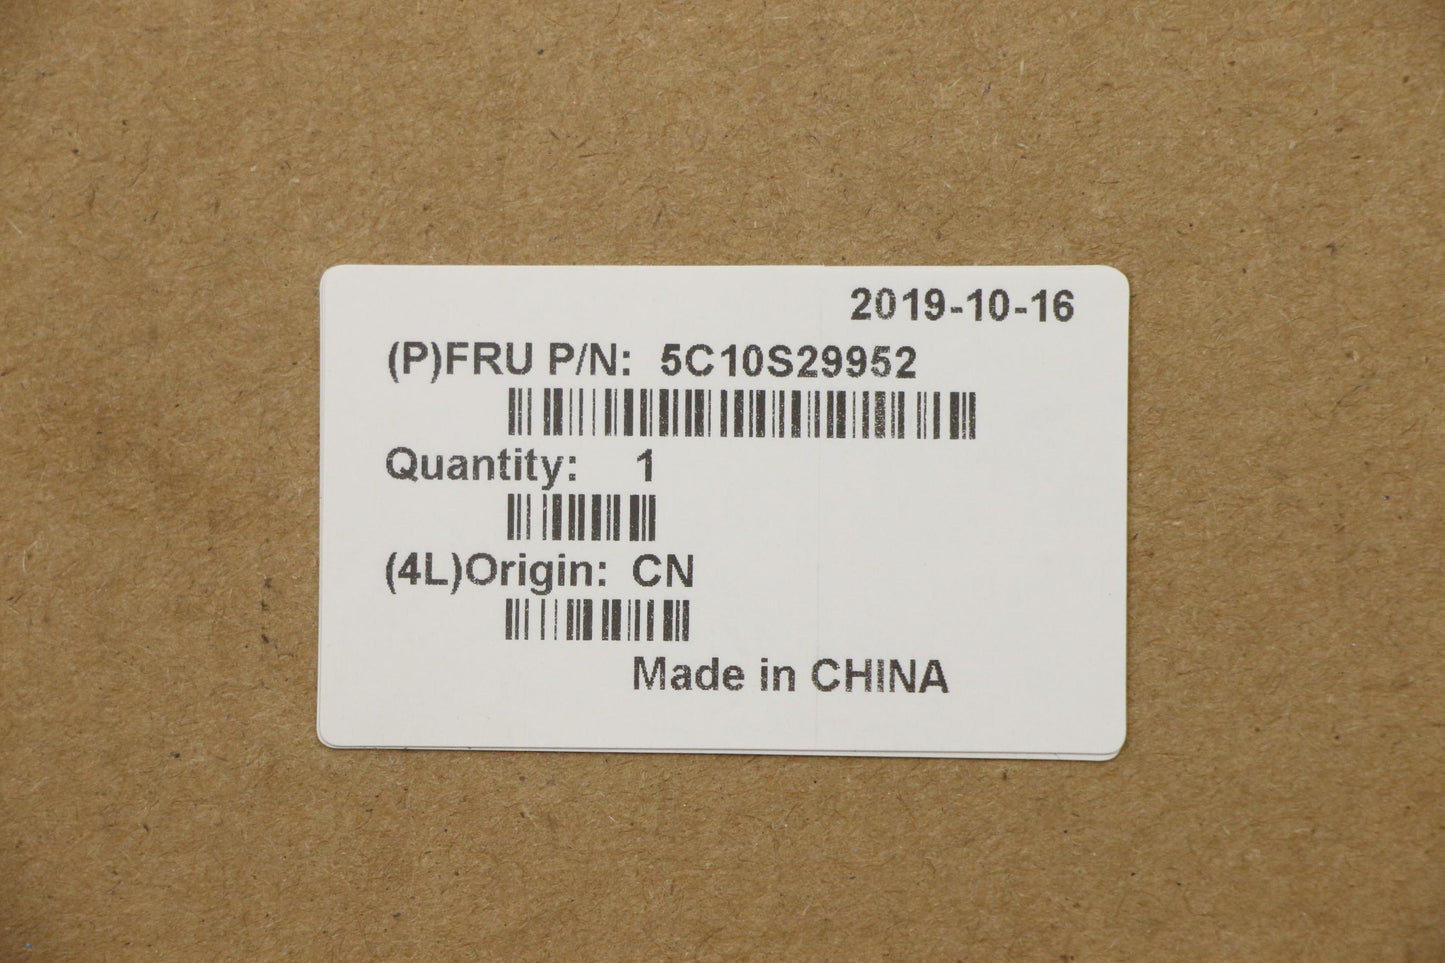 2019-10-16
(P)FRU P/N: 5C10S29952
Quantity: 1
(4L)Origin: CN
Made in CHINA